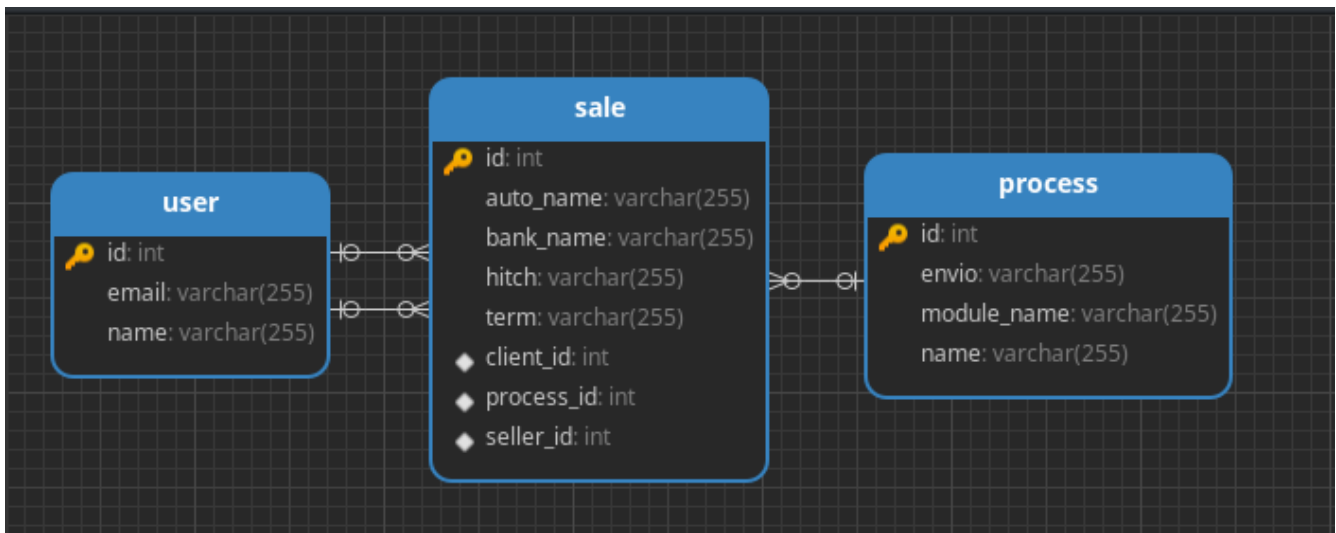 user
id: int
email: varchar(255)
name: varchar(255)
sale
id: int
auto_name: varchar(255)
bank_name: varchar(255)
hitch: varchar(255)
term: varchar(255)
client_id: int
process_id: int
seller_id: int
process
id: int
envio: varchar(255)
module_name: varchar(255)
name: varchar(255)